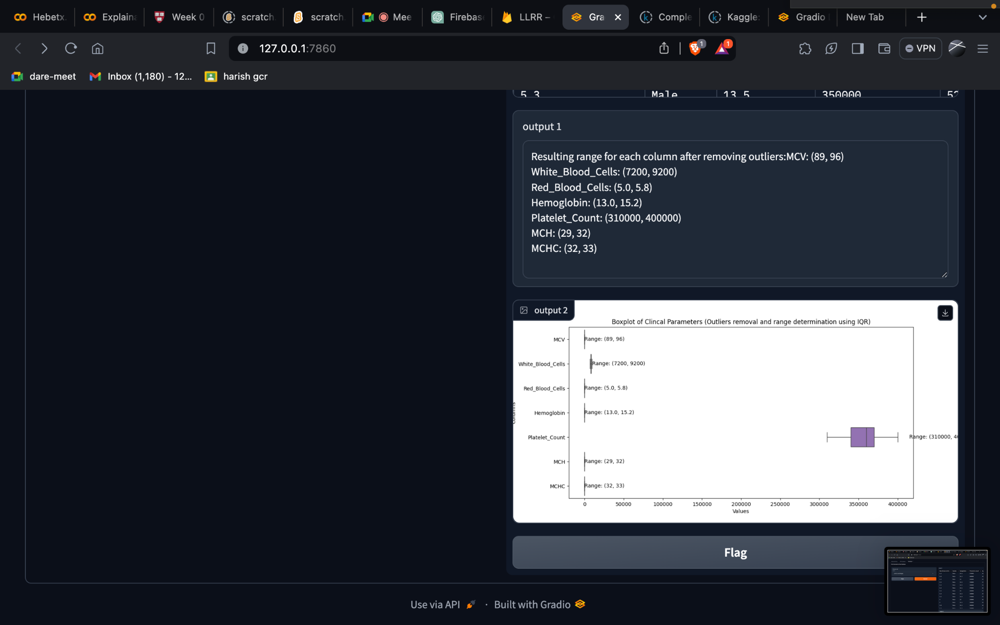 Hebetx
Explaina
Week 0
scratch.
scratch.
Mee
Firebase
LLRR –
Gra
Comple
Kaggle:
Gradio
New Tab
127.0.0.1:7860
1
1
VPN
dare-meet
Inbox (1,180) - 12...
harish gcr
5.3 Male 13.5 350000
output 1
Resulting range for each column after removing outliers:MCV: (89, 96)
White_Blood_Cells: (7200, 9200)
Red_Blood_Cells: (5.0, 5.8)
Hemoglobin: (13.0, 15.2)
Platelet_Count: (310000, 400000)
MCH: (29, 32)
MCHC: (32, 33)
output 2
Boxplot of Clincal Parameters (Outliers removal and range determination using IQR)
MCV Range: (89, 96)
White_Blood_Cells Range: (7200, 9200)
Red_Blood_Cells Range: (5.0, 5.8)
Hemoglobin Range: (13.0, 15.2)
Platelet_Count Range: (310000, 4
MCH Range: (29, 32)
MCHC Range: (32, 33)
Columns
0 50000 100000 150000 200000 250000 300000 350000 400000
Values
Flag
Use via API · Built with Gradio